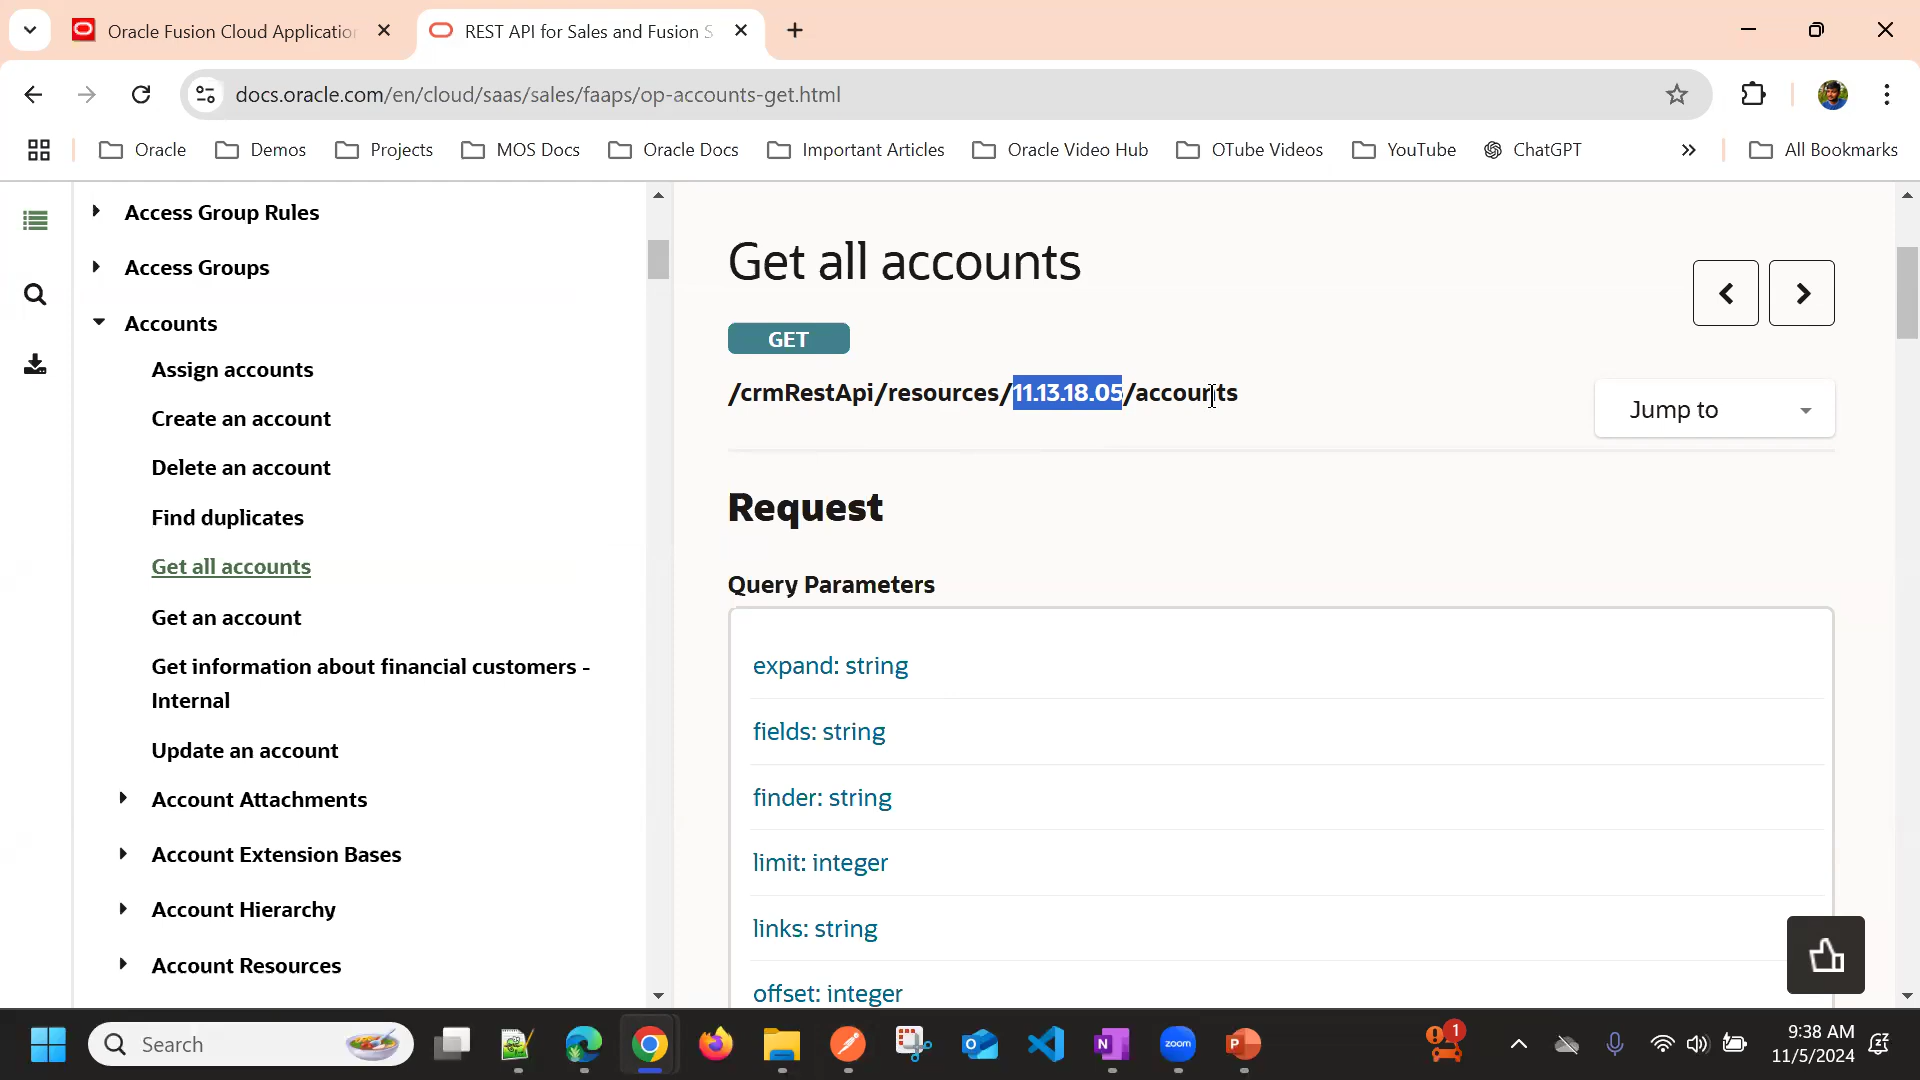 Oracle Fusion Cloud Applicatio
REST API for Sales and Fusion S
docs.oracle.com/en/cloud/saas/sales/faaps/op-accounts-get.html
Oracle
Demos
Projects
MOS Docs
Oracle Docs
Important Articles
Oracle Video Hub
OTube Videos
YouTube
ChatGPT
All Bookmarks
Access Group Rules
Access Groups
Accounts
Assign accounts
Create an account
Delete an account
Find duplicates
Get all accounts
Get an account
Get information about financial customers -
Internal
Update an account
Account Attachments
Account Extension Bases
Account Hierarchy
Account Resources
Get all accounts
GET
/crmRestApi/resources/11.13.18.05/accounts
Jump to
Request
Query Parameters
expand: string
fields: string
finder: string
limit: integer
links: string
offset: integer
Search
zoom
1
9:38 AM
11/5/2024